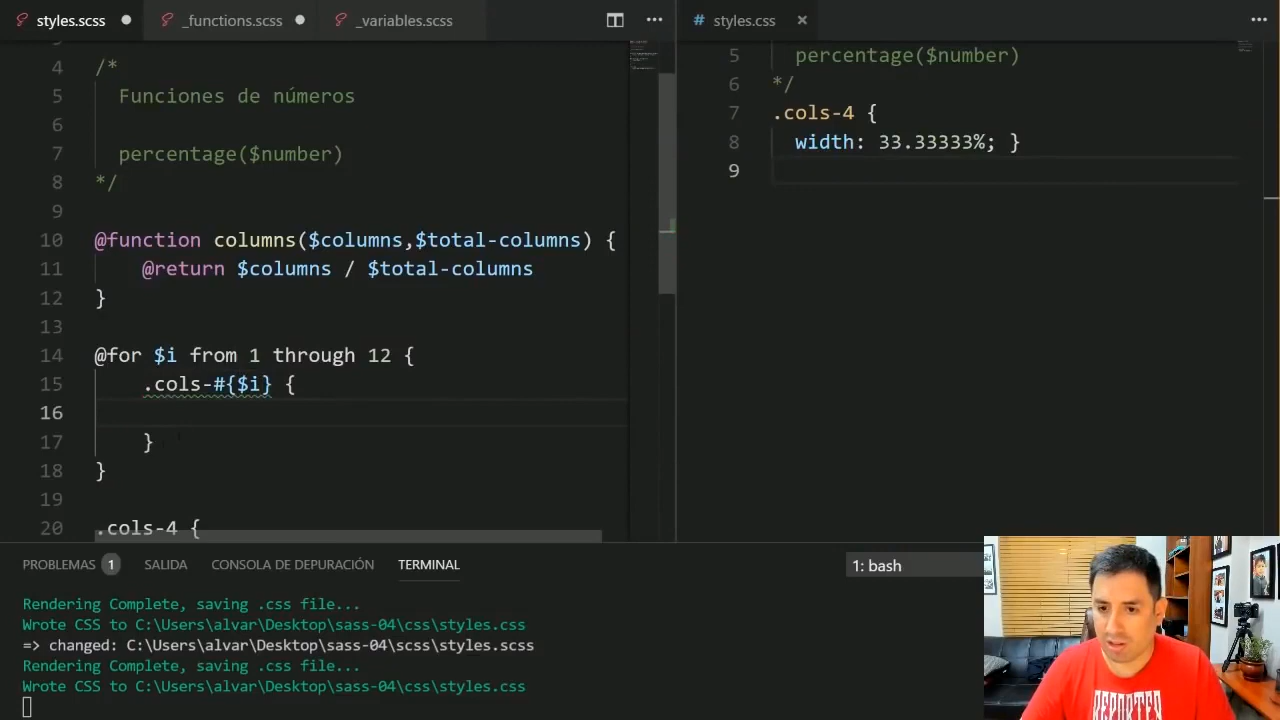 styles.scss
_functions.scss
_variables.scss
4 /*
5 Funciones de números
6
7 percentage($number)
8 */
9
10 @function columns($columns,$total-columns) {
11 @return $columns / $total-columns
12 }
13
14 @for $i from 1 through 12 {
15 .cols-#{$i} {
16
17 }
18 }
19
20 .cols-4 {
# styles.css
5 percentage($number)
6 */
7 .cols-4 {
8 width: 33.33333%; }
9
PROBLEMAS 1 SALIDA CONSOLA DE DEPURACIÓN TERMINAL 1: bash
Rendering Complete, saving .css file...
Wrote CSS to C:\Users\alvar\Desktop\sass-04\css\styles.css
=> changed: C:\Users\alvar\Desktop\sass-04\scss\styles.scss
Rendering Complete, saving .css file...
Wrote CSS to C:\Users\alvar\Desktop\sass-04\css\styles.css
REPORTER